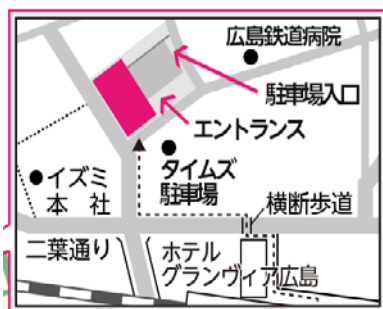 広島鉄道病院
駐車場入口
エントランス
タイムズ
駐車場
イズミ
本社
横断歩道
二葉通り
ホテル
グランヴィア広島